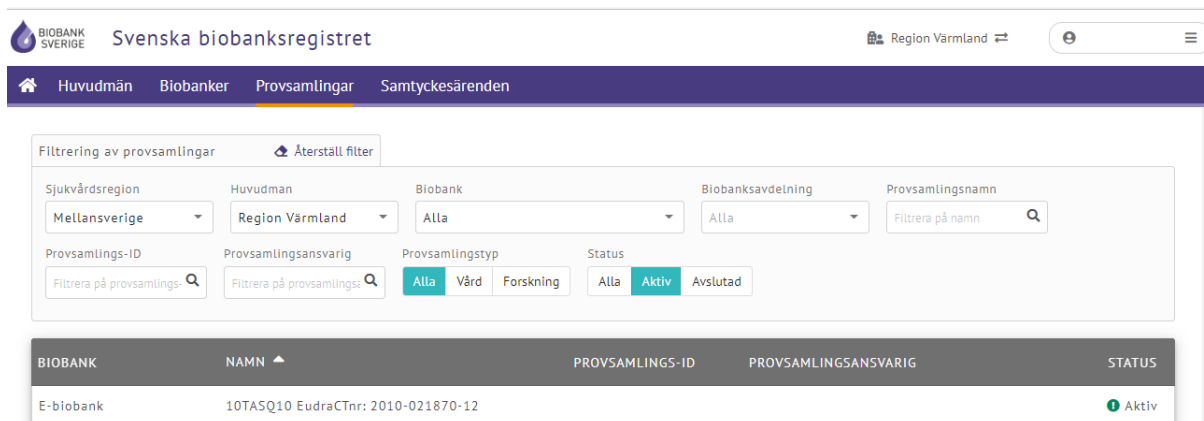 BIOBANK
SVERIGE
Svenska biobanksregistret
Region Värmland
Huvudmän Biobanker Provsamlingar Samtyckesärenden
Filtrering av provsamlingar Återställ filter
Sjukvårdsregion Huvudman Biobank Biobanksavdelning Provsamlingsnamn
Mellansverige Region Värmland Alla Alla Filtrera på namn
Provsamlings-ID Provsamlingsansvarig Provsamlingstyp Status
Filtrera på provsamlings- Filtrera på provsamlingsa Alla Vård Forskning Alla Aktiv Avslutad
BIOBANK NAMN PROVSAMLINGS-ID PROVSAMLINGSANSVARIG STATUS
E-biobank 10TASQ10 EudraCTnr: 2010-021870-12 Aktiv